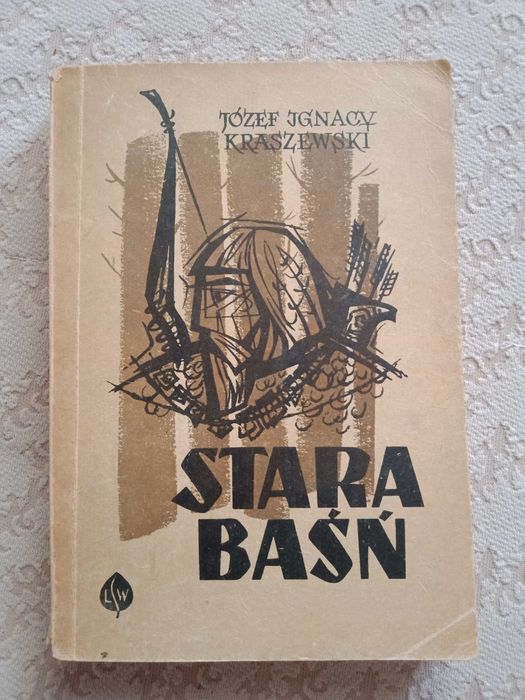 JÓZEF IGNACY
KRASZEWSKI
STARA
BAŚŃ
LSW